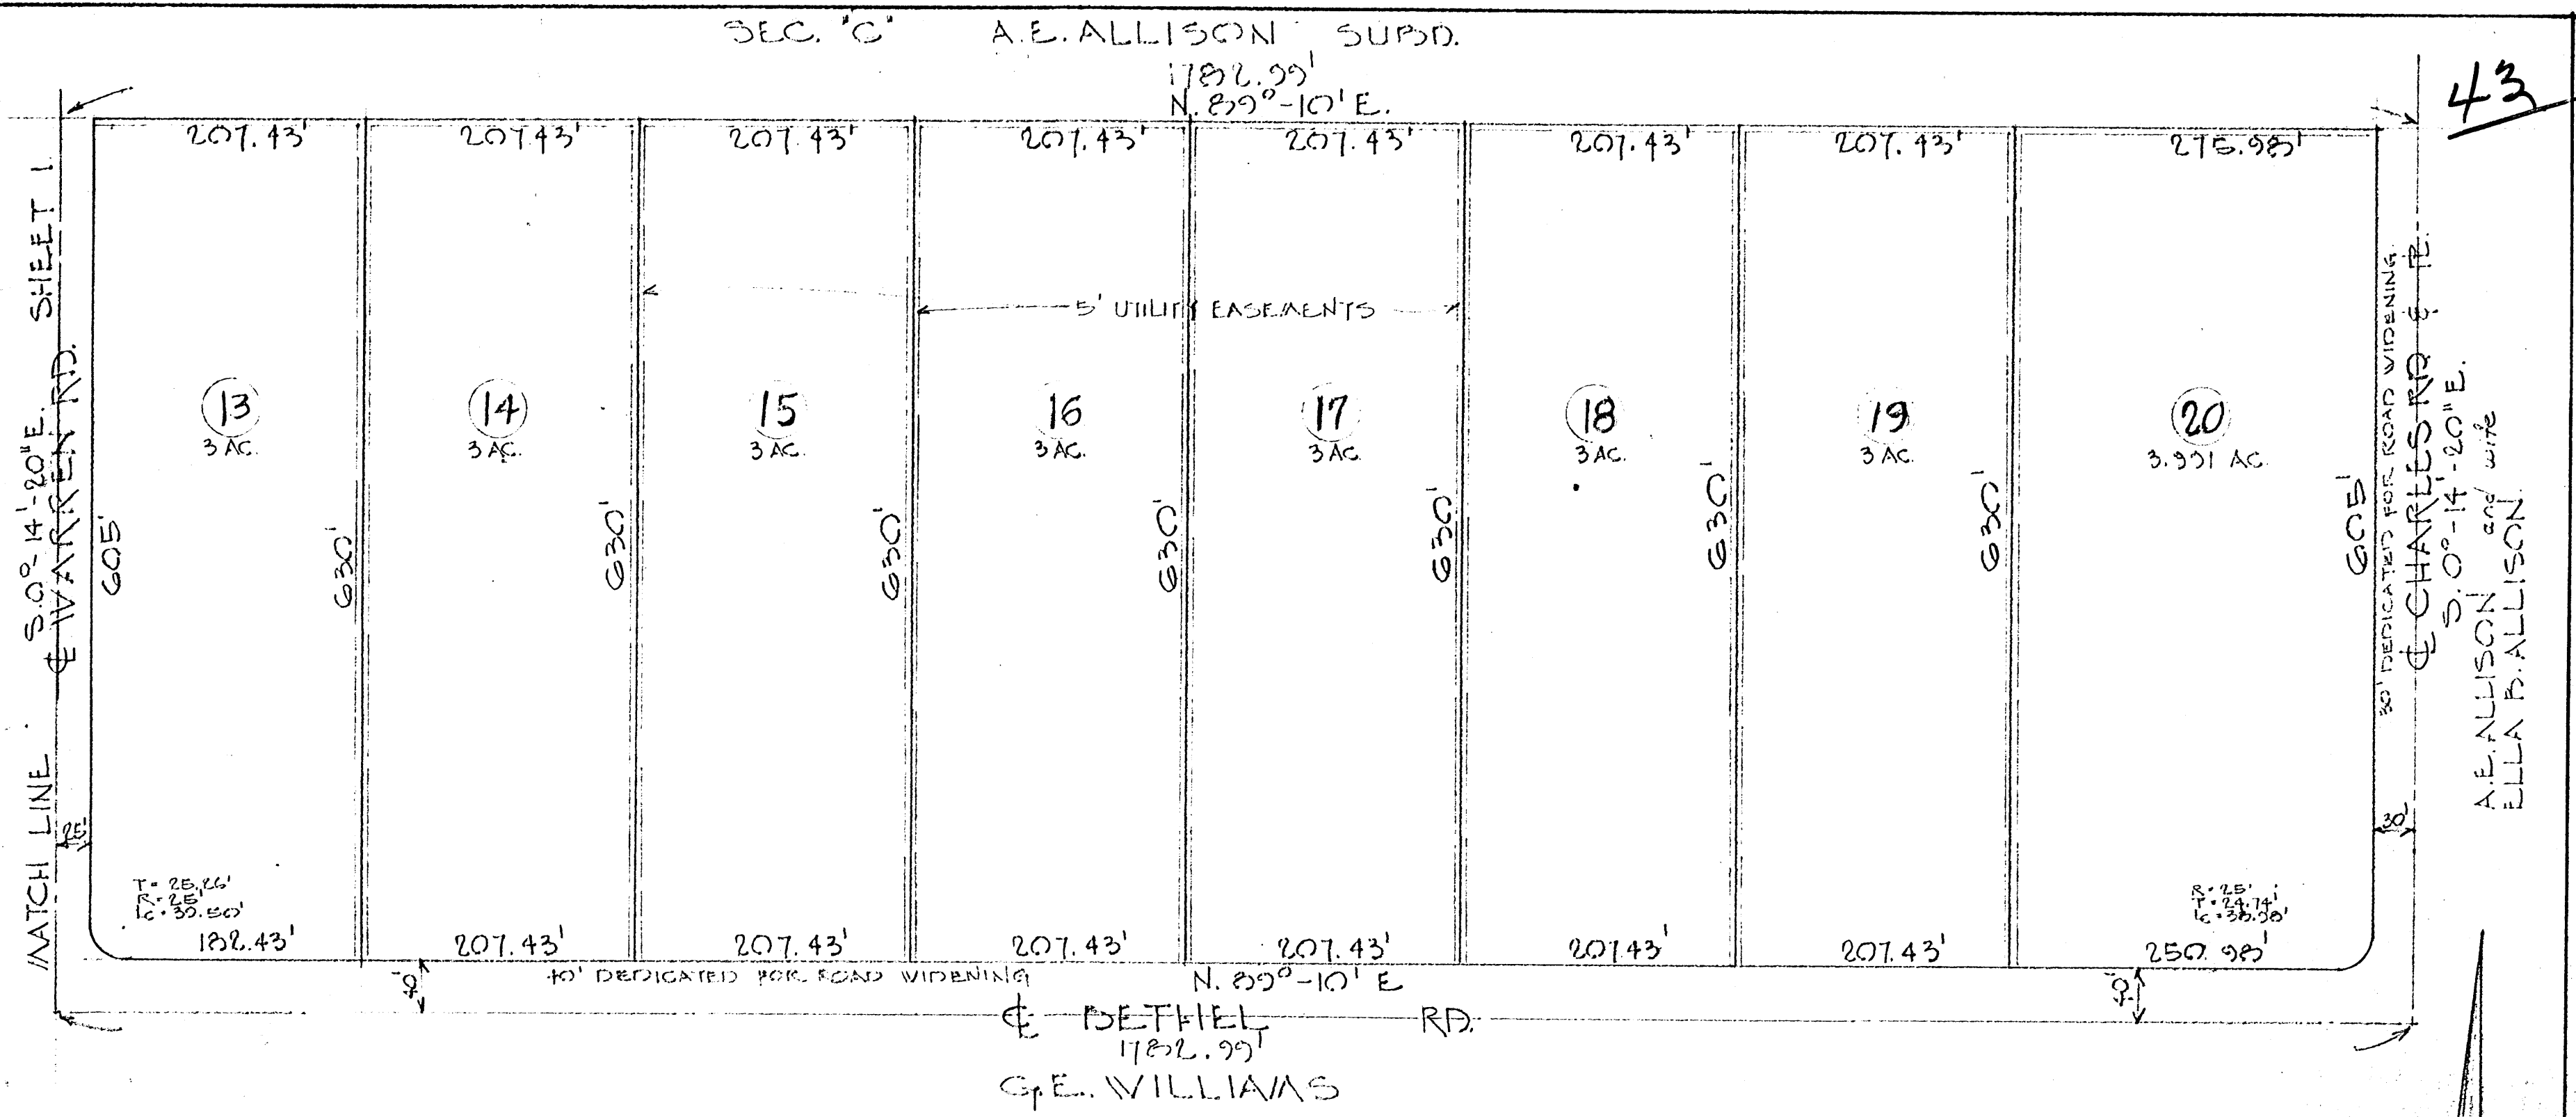 SEC. "C" A.E. ALLISON SUBD.
1782.99'
N. 89°-10' E.
43
207.43' 207.43' 207.43' 207.43' 207.43' 207.43' 207.43' 275.98'
MATCH LINE SHEET 1
S.0°-14'-20"E.
℄ WARREN RD.
5' UTILITY EASEMENTS
13 14 15 16 17 18 19 20
3 AC. 3 AC. 3 AC. 3 AC. 3 AC. 3 AC. 3 AC. 3.991 AC.
605' 630' 630' 630' 630' 630' 630' 630' 605'
30' DEDICATED FOR ROAD WIDENING
℄ CHARLES RD ℄ PL.
S.0°-14'-20"E.
A.E. ALLISON and wife
ELLA B. ALLISON.
25'
30'
T= 25.26'
R= 25'
Lc= 39.50'
R= 25'
T= 24.74'
Lc= 38.98'
182.43' 207.43' 207.43' 207.43' 207.43' 207.43' 207.43' 250.98'
40' DEDICATED FOR ROAD WIDENING
N. 89°-10' E
℄ BETHEL RD.
1782.99'
G.E. WILLIAMS